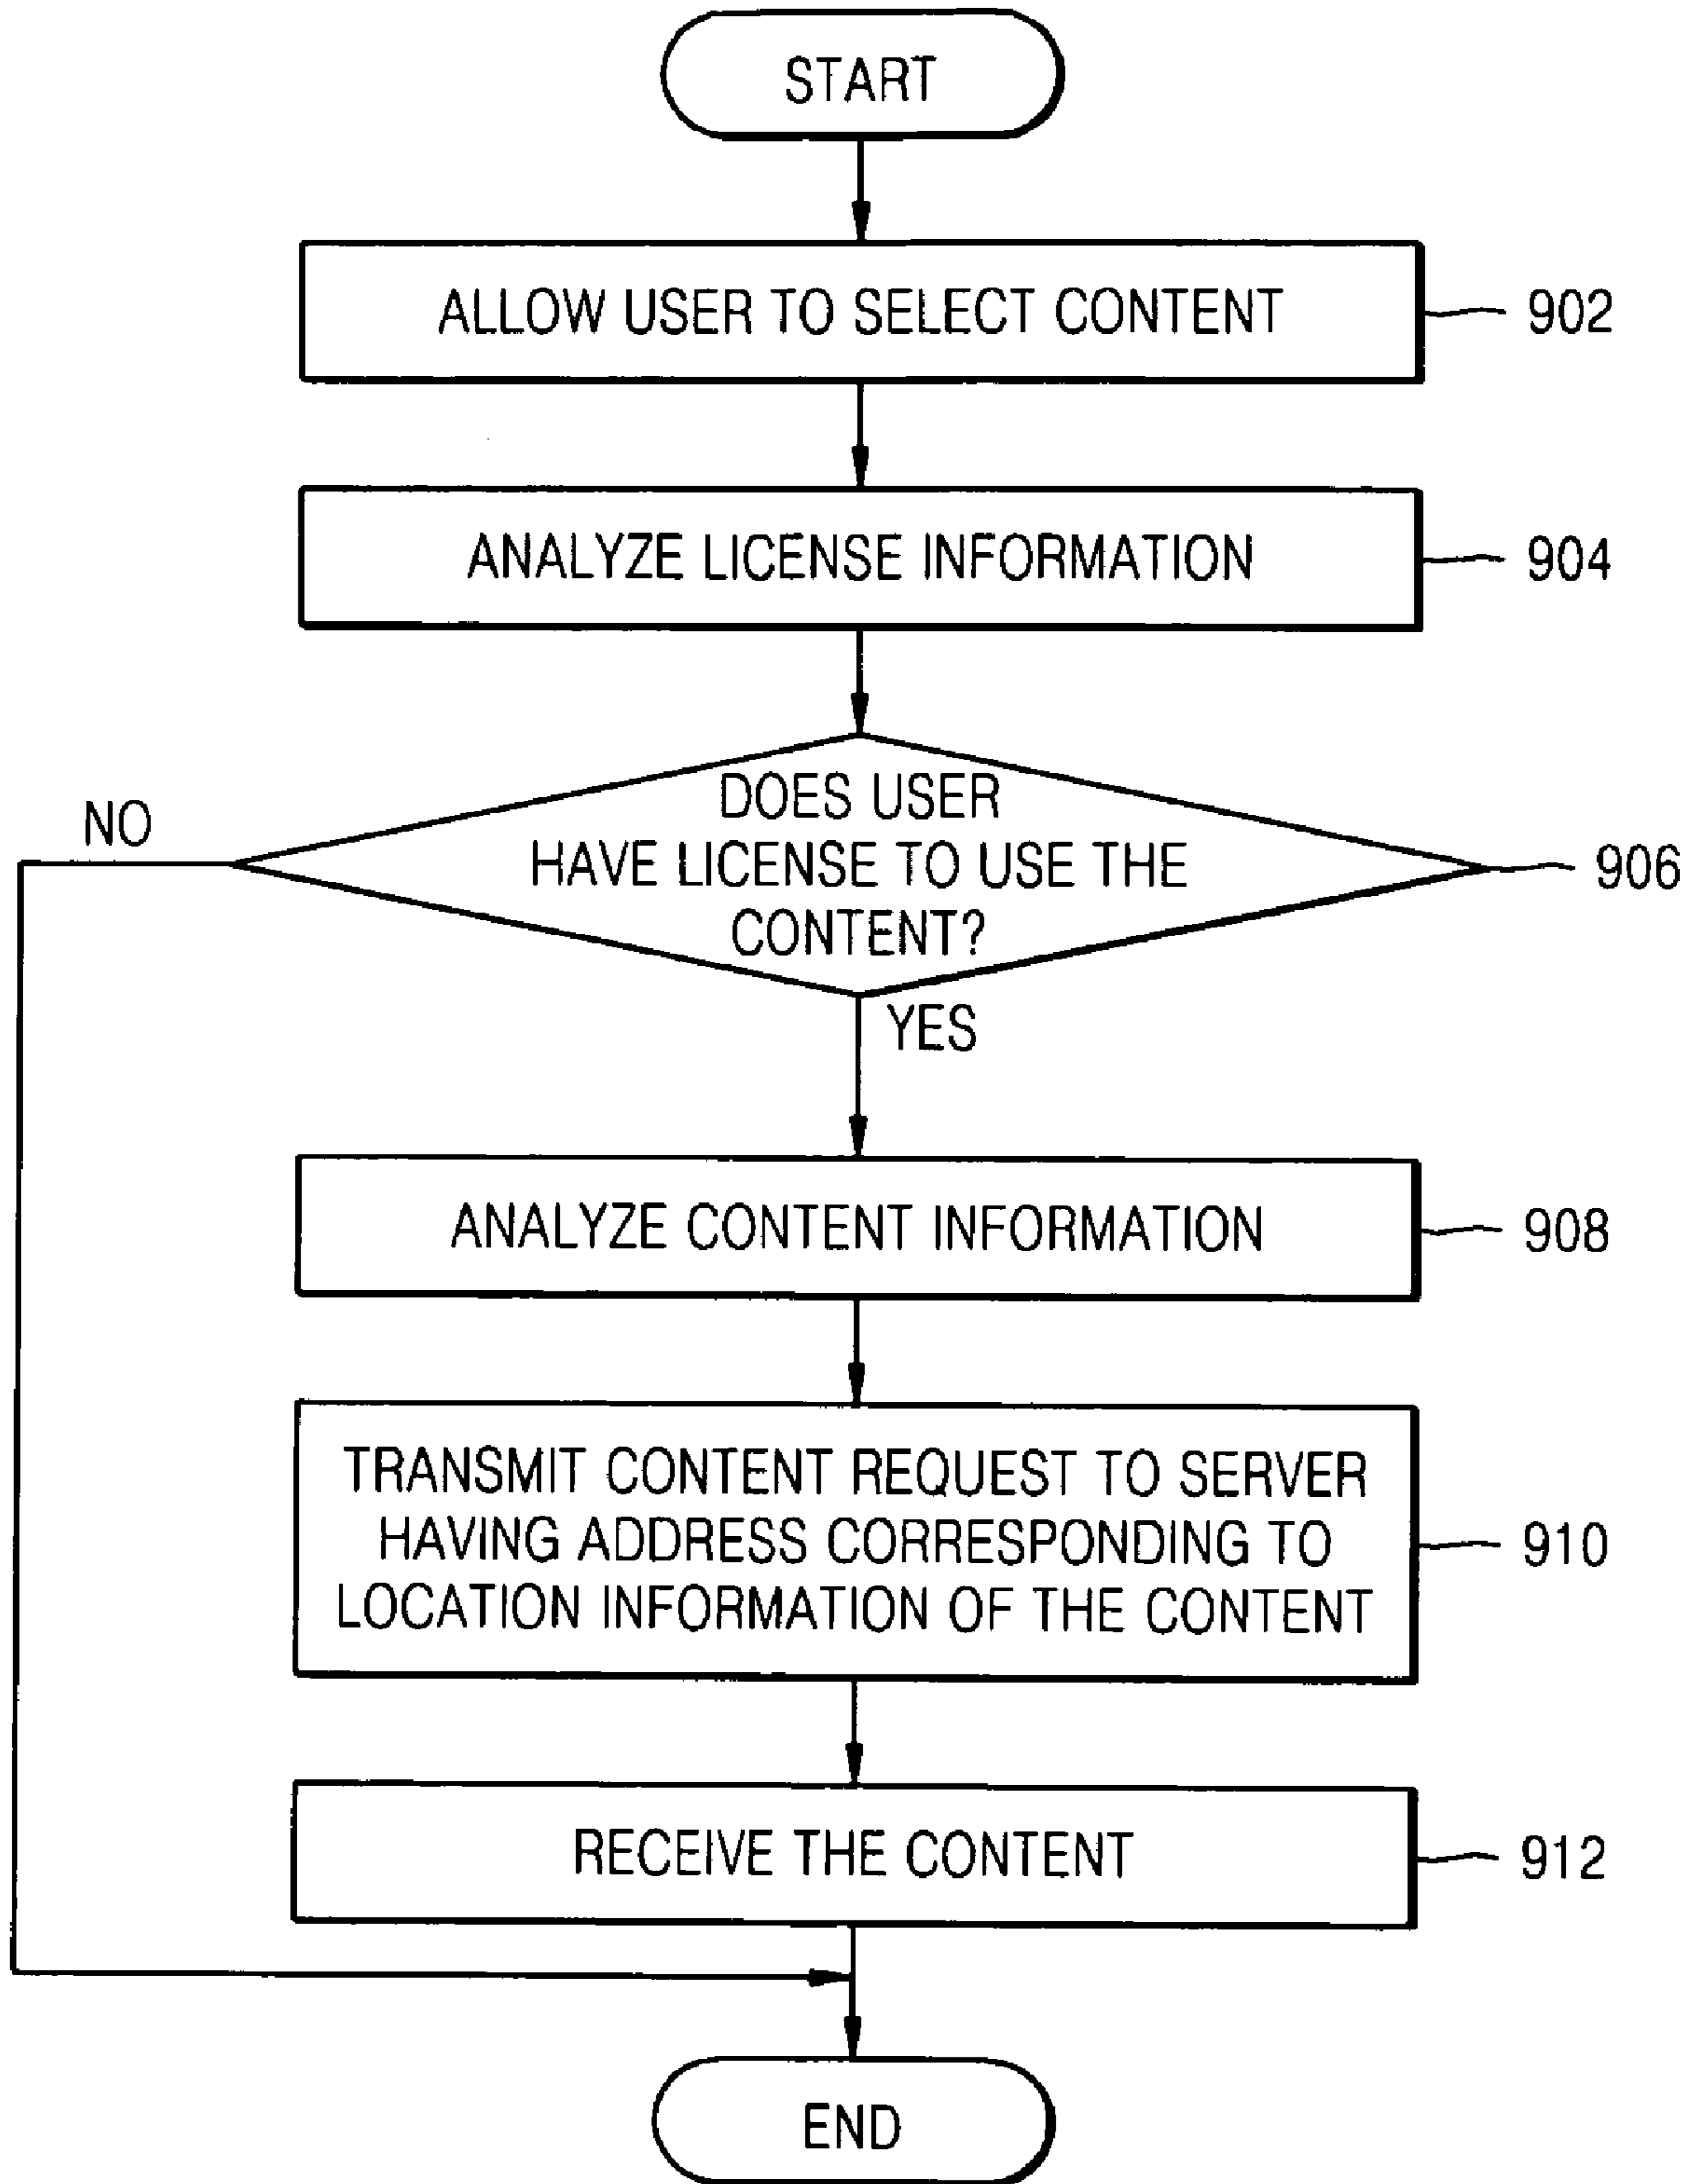 START
ALLOW USER TO SELECT CONTENT
902
ANALYZE LICENSE INFORMATION
904
NO
DOES USER
HAVE LICENSE TO USE THE
CONTENT?
906
YES
ANALYZE CONTENT INFORMATION
908
TRANSMIT CONTENT REQUEST TO SERVER
HAVING ADDRESS CORRESPONDING TO
LOCATION INFORMATION OF THE CONTENT
910
RECEIVE THE CONTENT
912
END